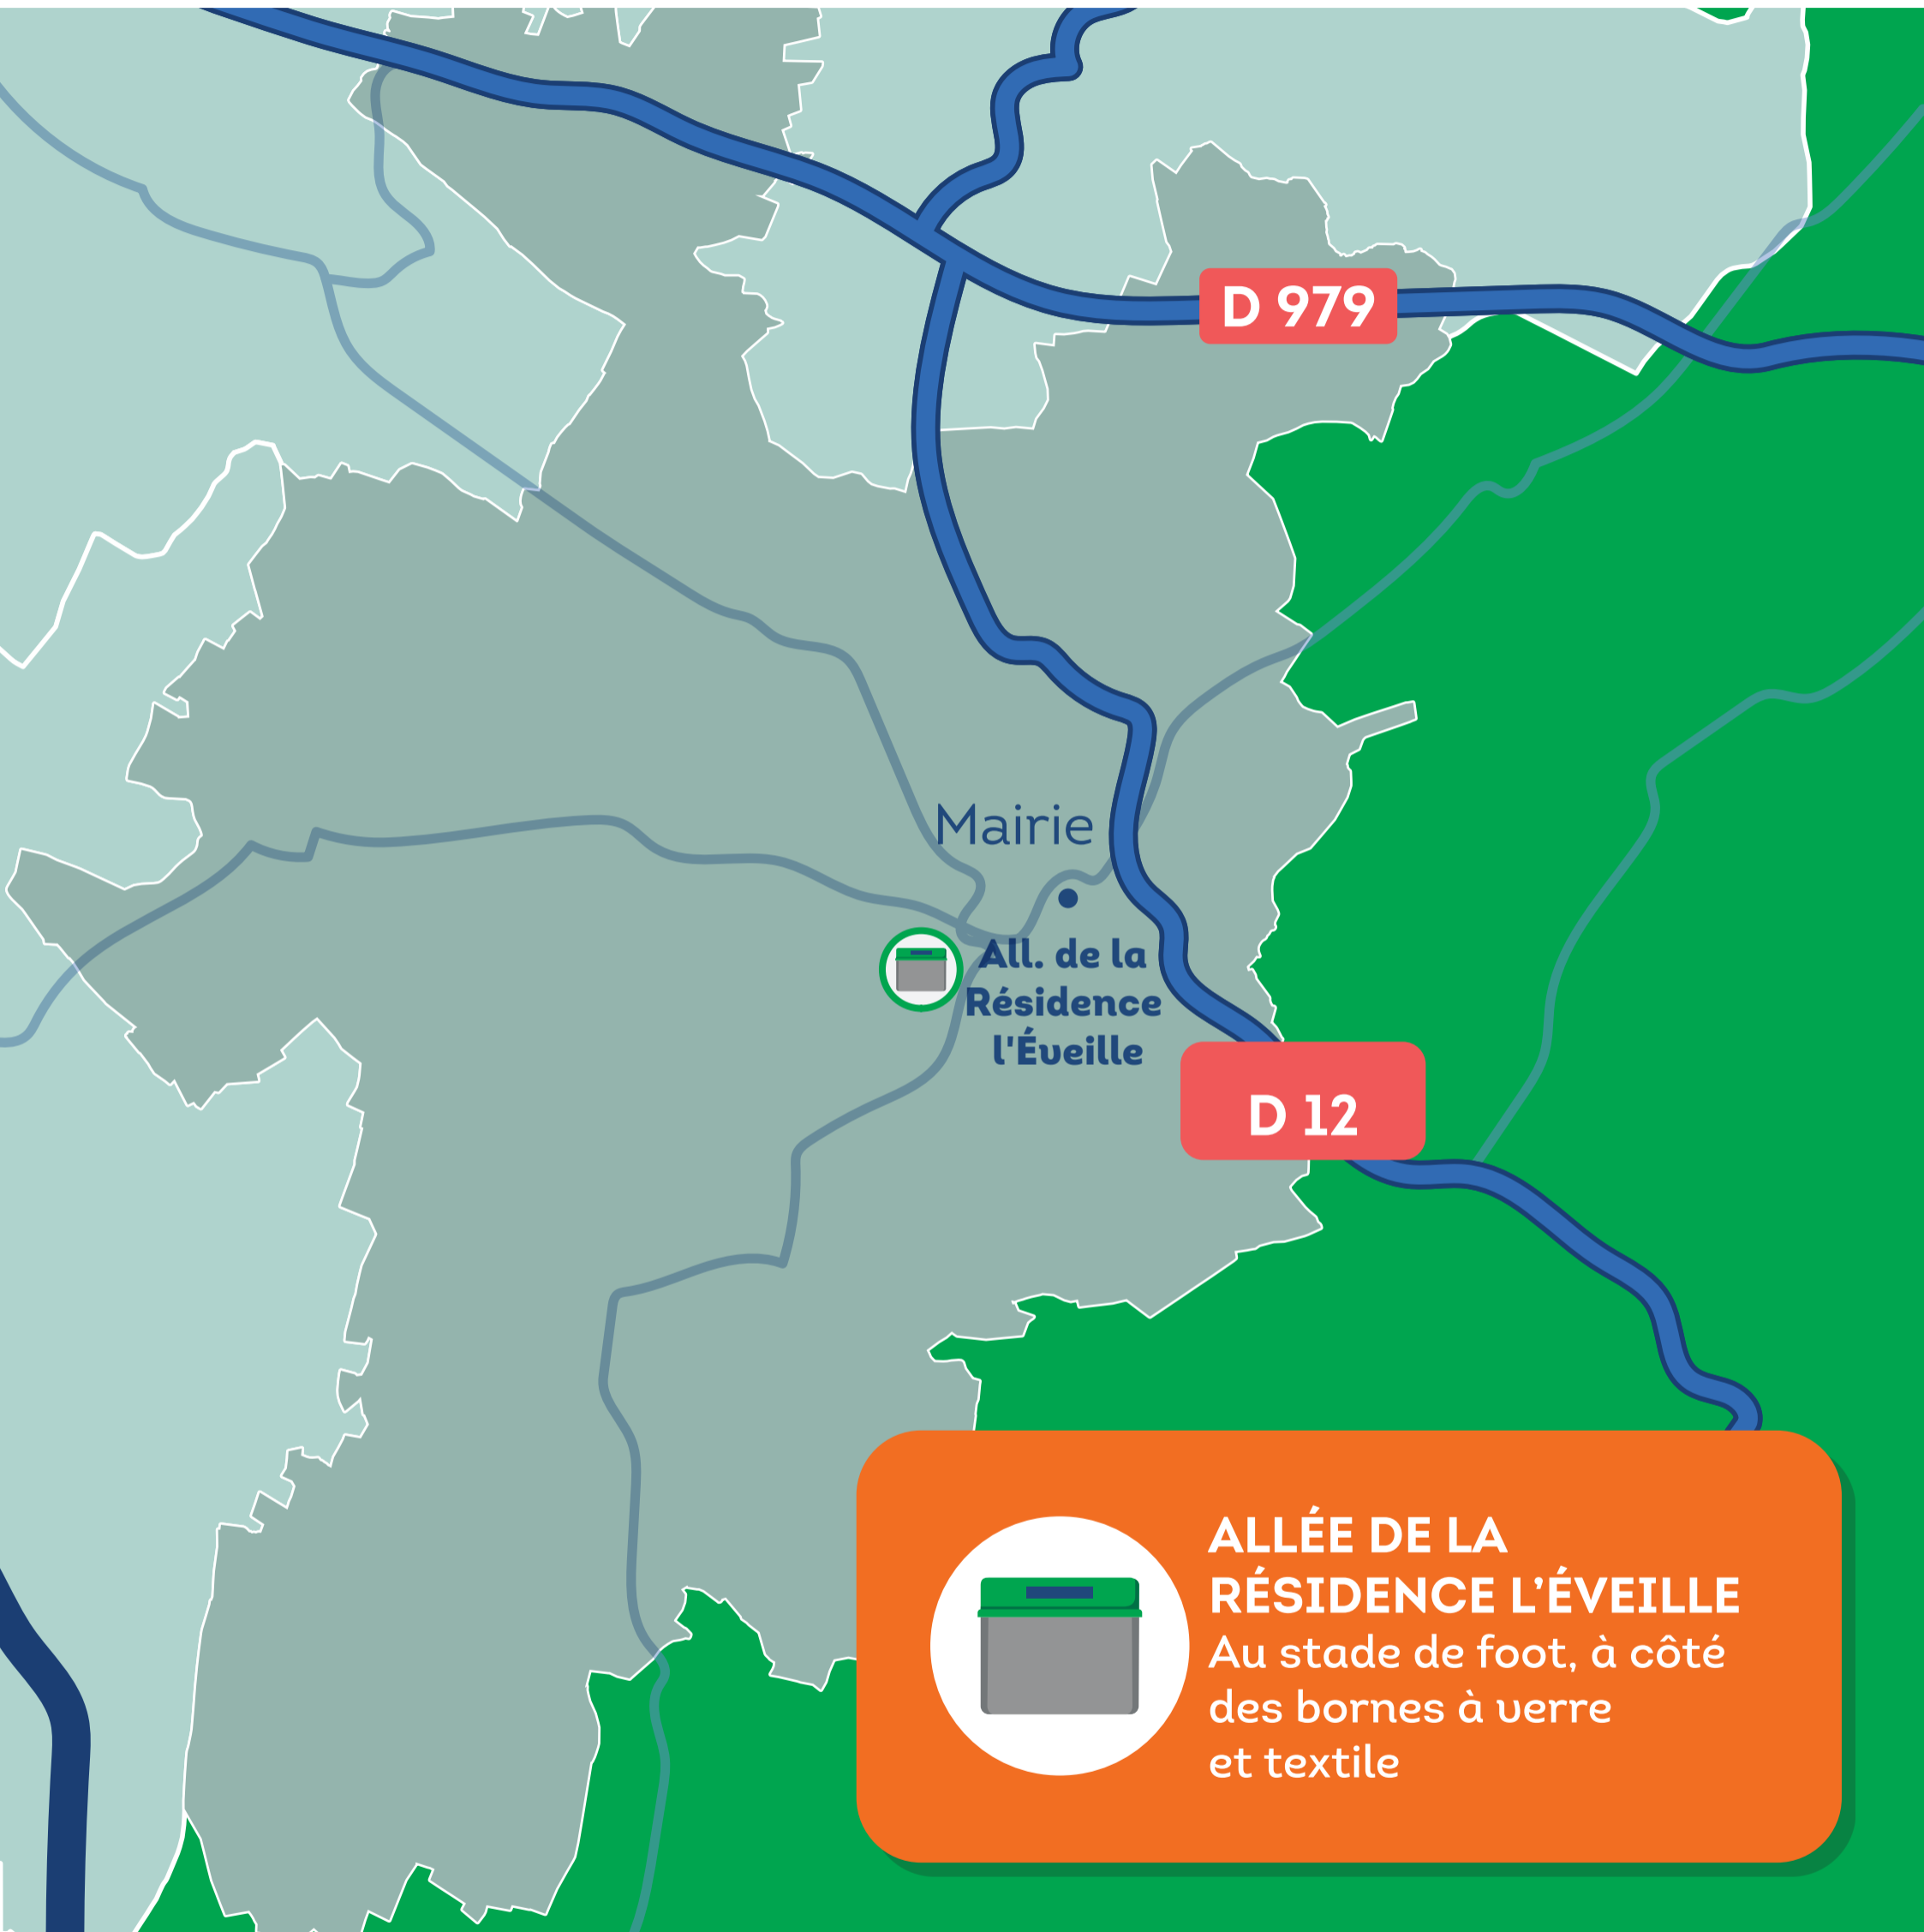 D 979
Mairie
All. de la
Résidence
l'Éveille
D 12
ALLÉE DE LA
RÉSIDENCE L'ÉVEILLE
Au stade de foot, à côté
des bornes à verre
et textile